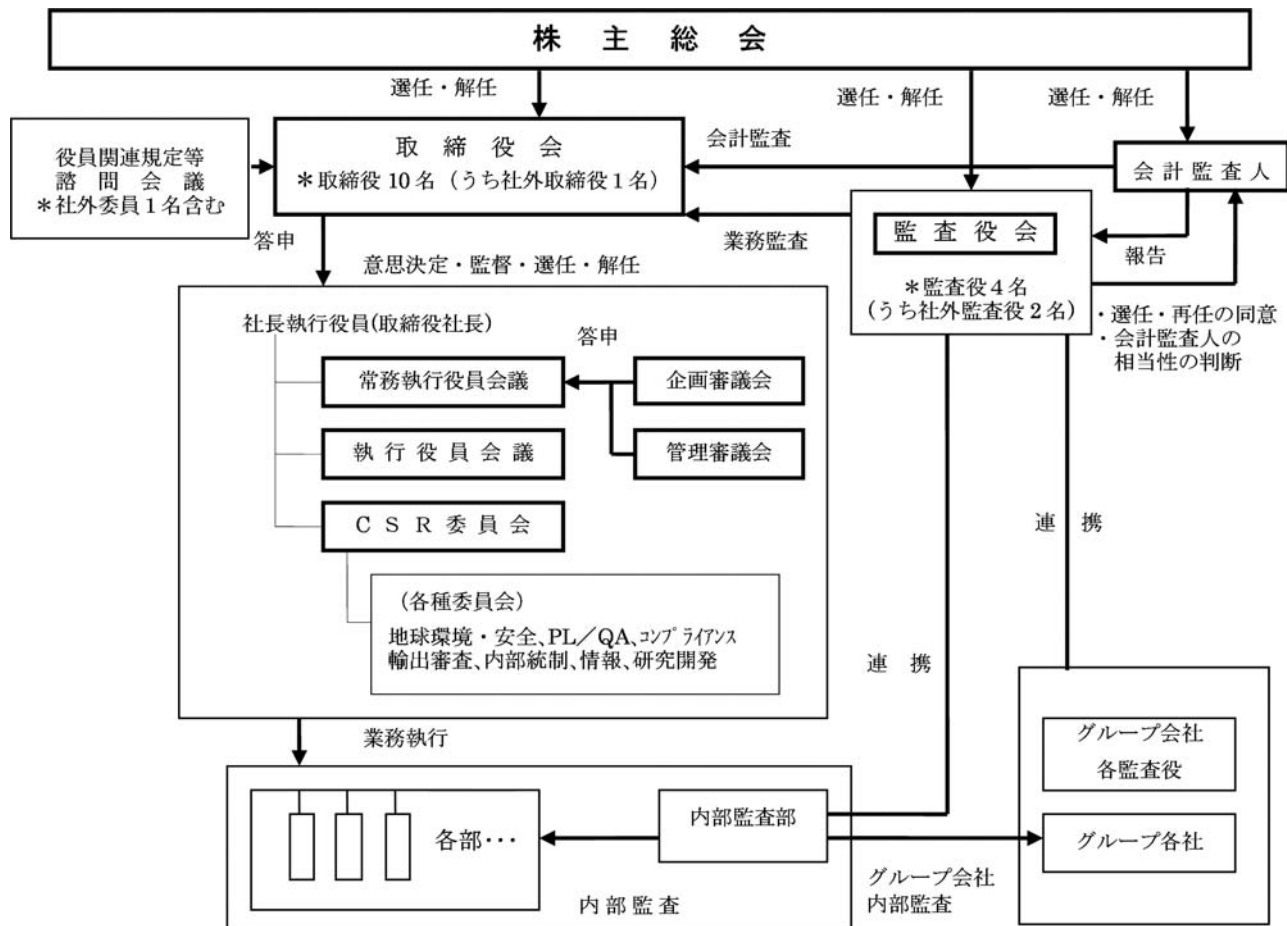 株主総会
選任・解任
選任・解任
選任・解任
役員関連規定等
諮問会議
＊社外委員1名含む
取締役会
＊取締役10名（うち社外取締役1名）
会計監査
会計監査人
答申
業務監査
監査役会
＊監査役4名
(うち社外監査役2名)
報告
・選任・再任の同意
・会計監査人の
相当性の判断
意思決定・監督・選任・解任
社長執行役員(取締役社長)
答申
常務執行役員会議
企画審議会
執行役員会議
管理審議会
CSR委員会
(各種委員会)
地球環境・安全、PL／QA、ｺﾝﾌﾟﾗｲｱﾝｽ
輸出審査、内部統制、情報、研究開発
連携
連携
業務執行
各部･･･
内部監査部
内部監査
グループ会社
内部監査
グループ会社
各監査役
グループ各社